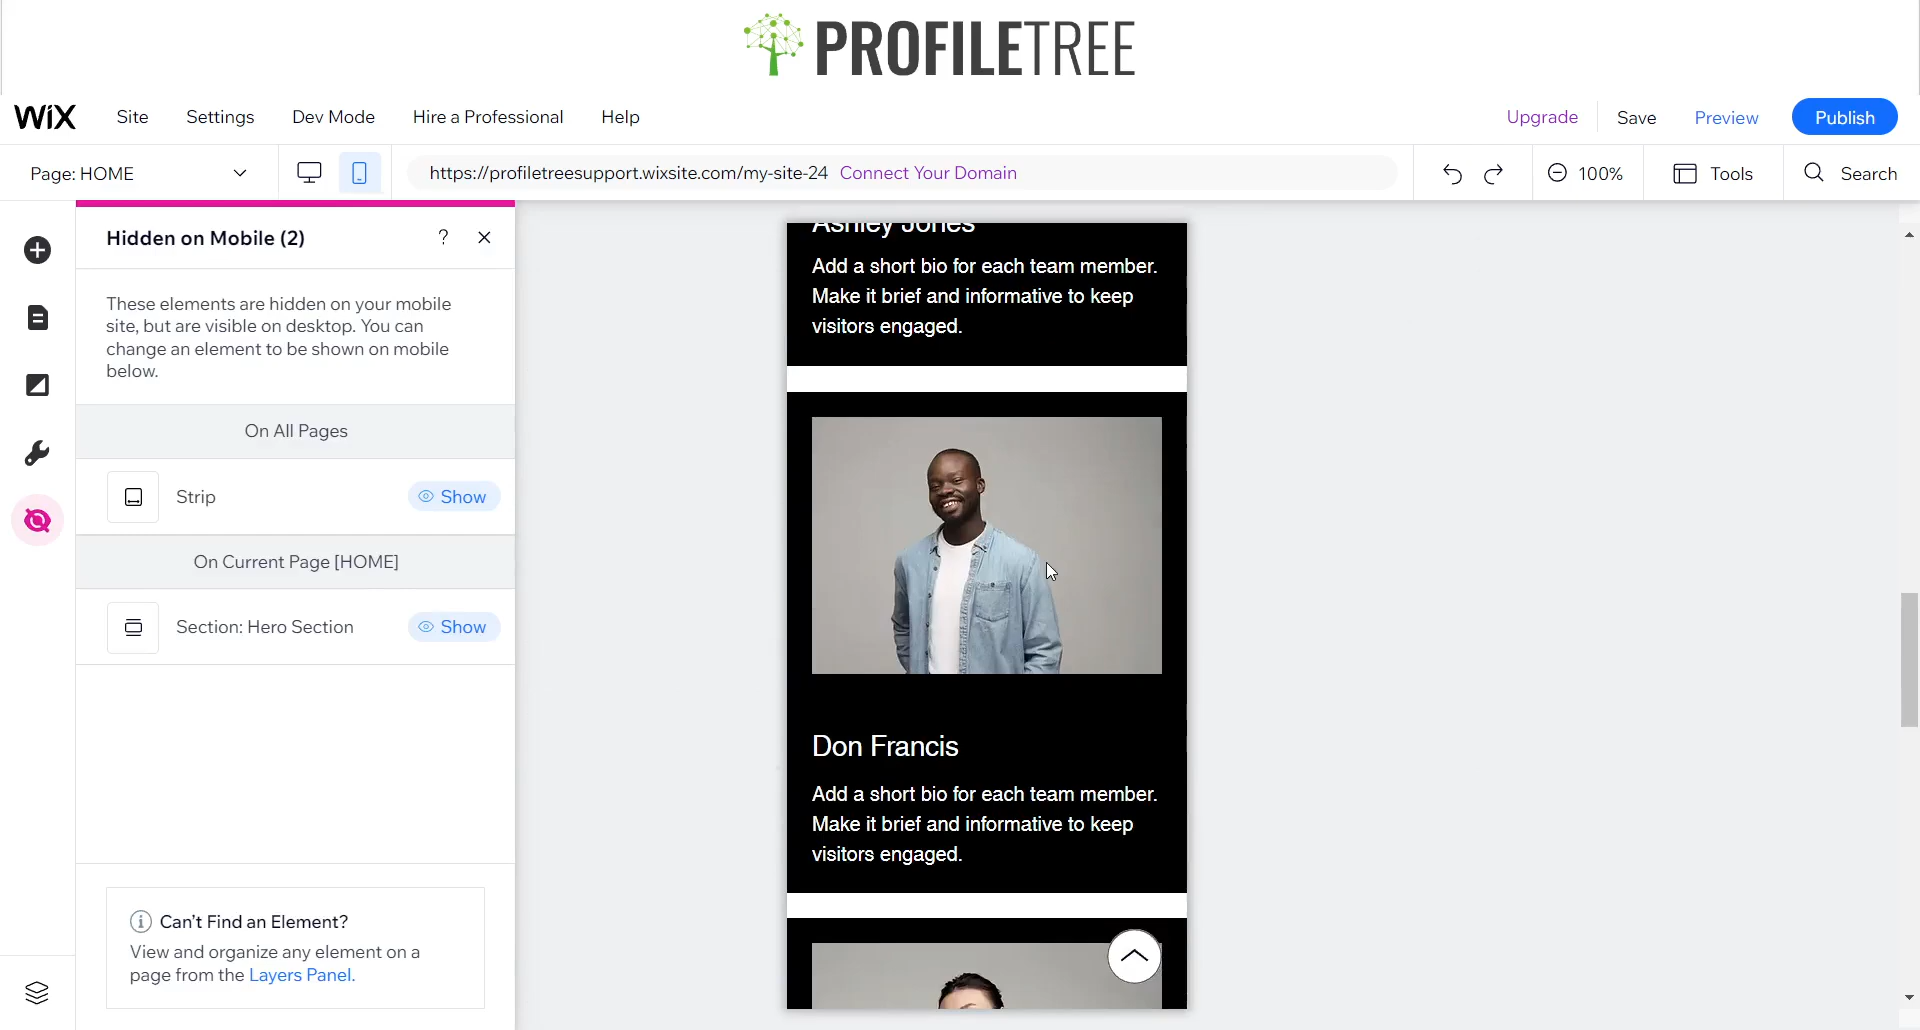 PROFILETREE
WiX
Site
Settings
Dev Mode
Hire a Professional
Help
Upgrade
Save
Preview
Publish
Page: HOME
https://profiletreesupport.wixsite.com/my-site-24 Connect Your Domain
100%
Tools
Search
Hidden on Mobile (2)
?
These elements are hidden on your mobile
site, but are visible on desktop. You can
change an element to be shown on mobile
below.
On All Pages
Strip
Show
On Current Page [HOME]
Section: Hero Section
Show
Can't Find an Element?
View and organize any element on a
page from the Layers Panel.
Ashley Jones
Add a short bio for each team member.
Make it brief and informative to keep
visitors engaged.
Don Francis
Add a short bio for each team member.
Make it brief and informative to keep
visitors engaged.